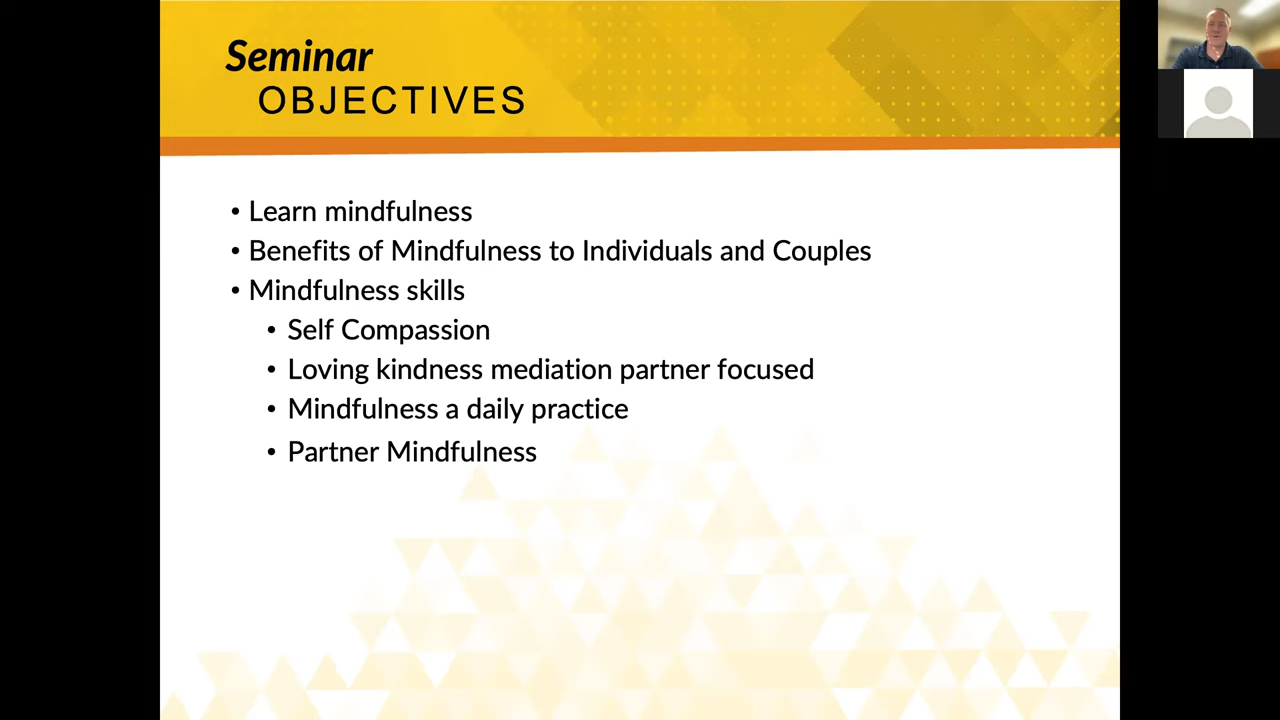 Seminar
OBJECTIVES
• Learn mindfulness
• Benefits of Mindfulness to Individuals and Couples
• Mindfulness skills
• Self Compassion
• Loving kindness mediation partner focused
• Mindfulness a daily practice
• Partner Mindfulness